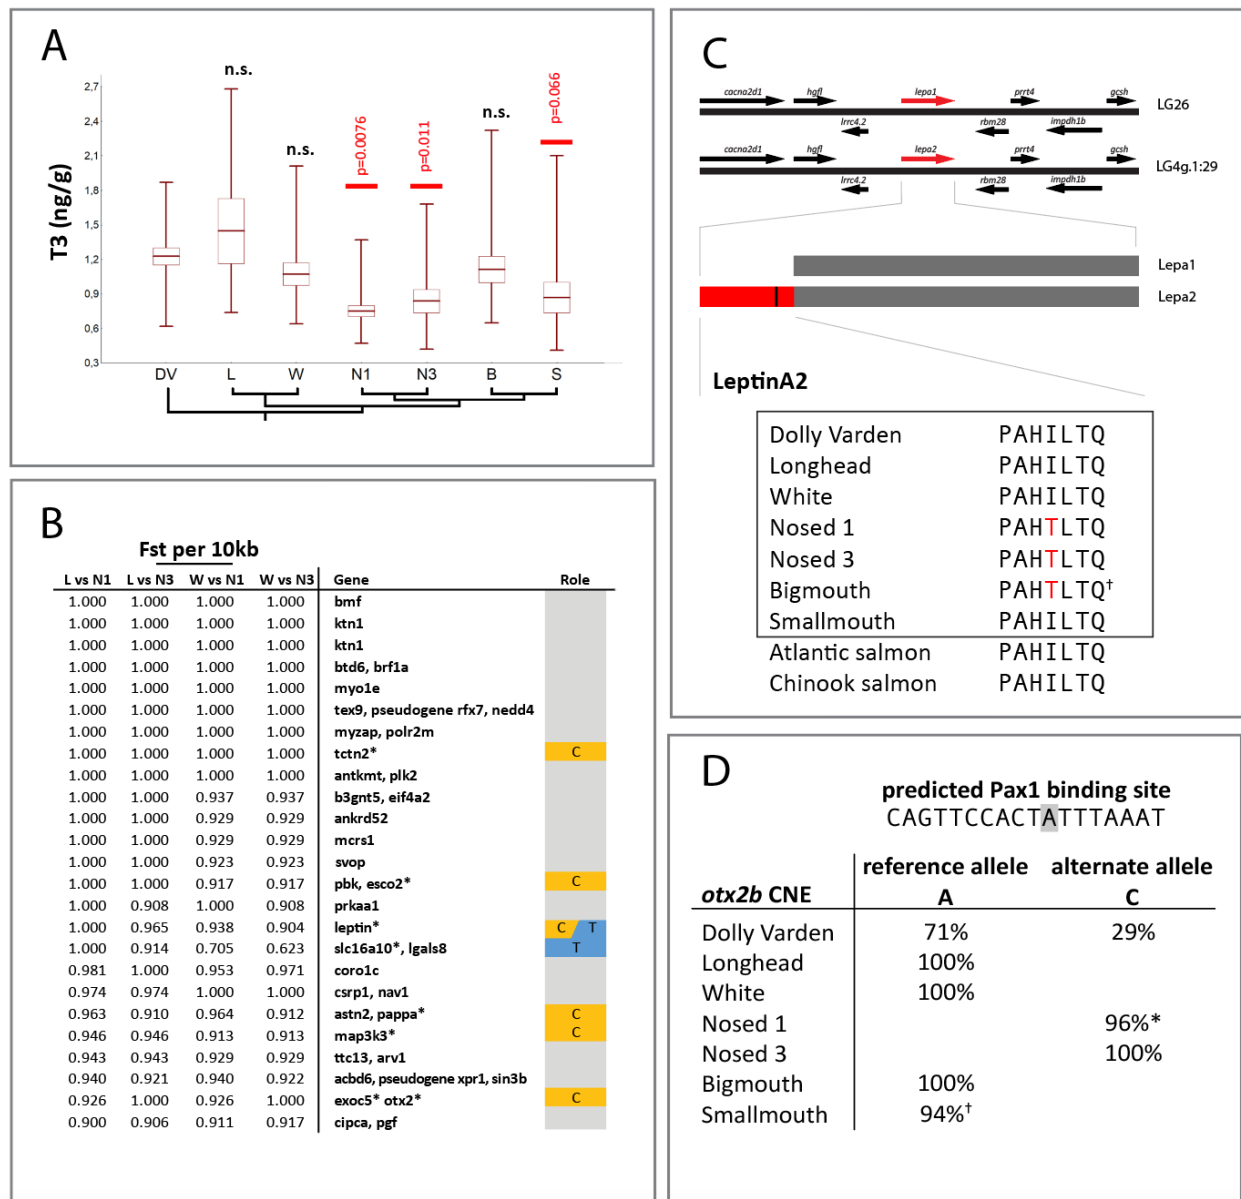 A
n.s.
n.s.
p=0.0076
p=0.011
n.s.
p=0.066
T3 (ng/g)
2,7
2,4
2,1
1,8
1,5
1,2
0,9
0,6
0,3
DV L W N1 N3 B S
B
Fst per 10kb
L vs N1 L vs N3 W vs N1 W vs N3 Gene Role
1.000 1.000 1.000 1.000 bmf
1.000 1.000 1.000 1.000 ktn1
1.000 1.000 1.000 1.000 ktn1
1.000 1.000 1.000 1.000 btd6, brf1a
1.000 1.000 1.000 1.000 myo1e
1.000 1.000 1.000 1.000 tex9, pseudogene rfx7, nedd4
1.000 1.000 1.000 1.000 myzap, polr2m
1.000 1.000 1.000 1.000 tctn2* C
1.000 1.000 1.000 1.000 antkmt, plk2
1.000 1.000 0.937 0.937 b3gnt5, eif4a2
1.000 1.000 0.929 0.929 ankrd52
1.000 1.000 0.929 0.929 mcrs1
1.000 1.000 0.923 0.923 svop
1.000 1.000 0.917 0.917 pbk, esco2* C
1.000 0.908 1.000 0.908 prkaa1
1.000 0.965 0.938 0.904 leptin* C T
1.000 0.914 0.705 0.623 slc16a10*, lgals8 T
0.981 1.000 0.953 0.971 coro1c
0.974 0.974 1.000 1.000 csrp1, nav1
0.963 0.910 0.964 0.912 astn2, pappa* C
0.946 0.946 0.913 0.913 map3k3* C
0.943 0.943 0.929 0.929 ttc13, arv1
0.940 0.921 0.940 0.922 acbd6, pseudogene xpr1, sin3b
0.926 1.000 0.926 1.000 exoc5* otx2* C
0.900 0.906 0.911 0.917 cipca, pgf
C
cacna2d1 hgfl lepa1 prrt4 gcsh
LG26
lrrc4.2 rbm28 impdh1b
cacna2d1 hgfl lepa2 prrt4 gcsh
LG4q.1:29
lrrc4.2 rbm28 impdh1b
Lepa1
Lepa2
LeptinA2
Dolly Varden PAHILTQ
Longhead PAHILTQ
White PAHILTQ
Nosed 1 PAHTLTQ
Nosed 3 PAHTLTQ
Bigmouth PAHTLTQ†
Smallmouth PAHILTQ
Atlantic salmon PAHILTQ
Chinook salmon PAHILTQ
D
predicted Pax1 binding site
CAGTTCCACTATTTAAAT
reference allele alternate allele
otx2b CNE A C
Dolly Varden 71% 29%
Longhead 100%
White 100%
Nosed 1 96%*
Nosed 3 100%
Bigmouth 100%
Smallmouth 94%†